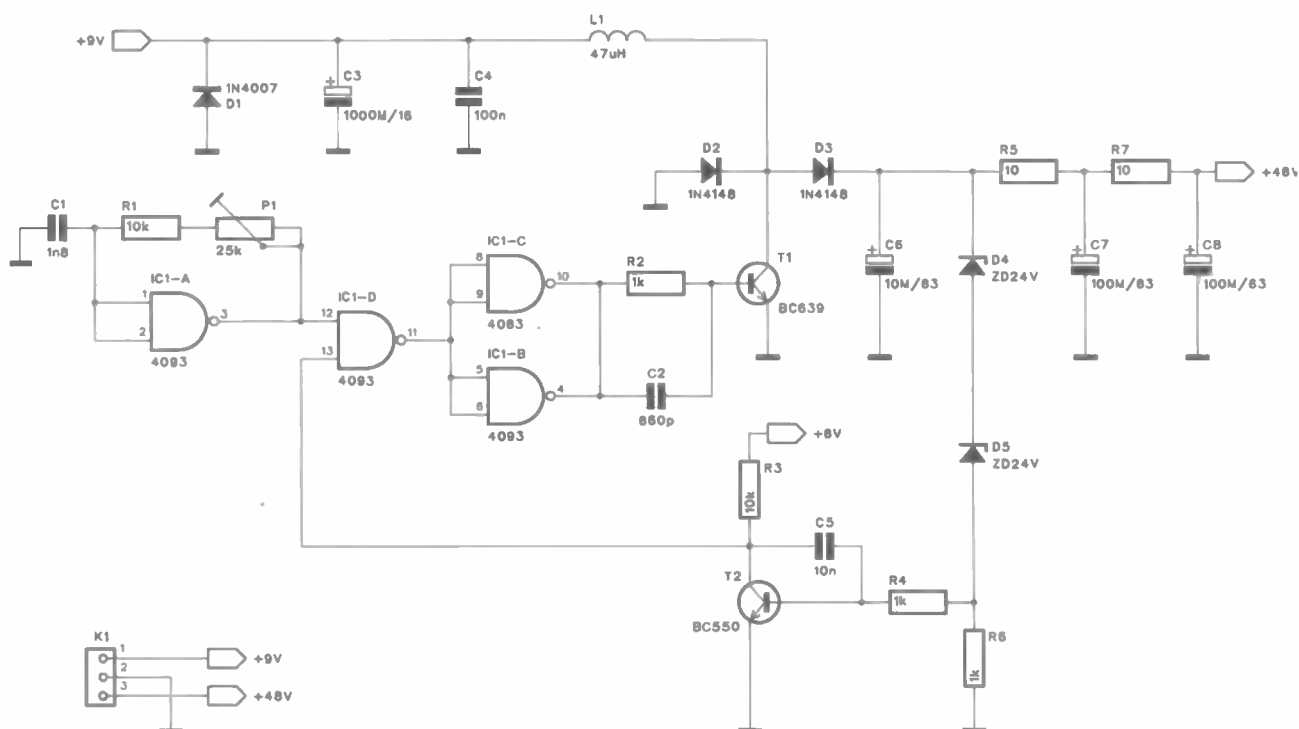 L1
+9V
47uH
1N4007
D1
C3
+
1000M/16
C4
100n
D2
1N4148
D3
1N4148
R5
10
R7
10
+48V
C1
1n8
R1
10k
P1
25k
IC1-A
1
2
3
4093
IC1-D
12
13
11
4093
IC1-C
8
9
10
4083
IC1-B
5
6
4
4093
R2
1k
C2
660p
T1
BC639
+
C6
10M/63
D4
ZD24V
+
C7
100M/63
+
C8
100M/63
D5
ZD24V
+8V
R3
10k
C5
10n
T2
BC550
R4
1k
R6
1k
K1
1
2
3
+9V
+48V